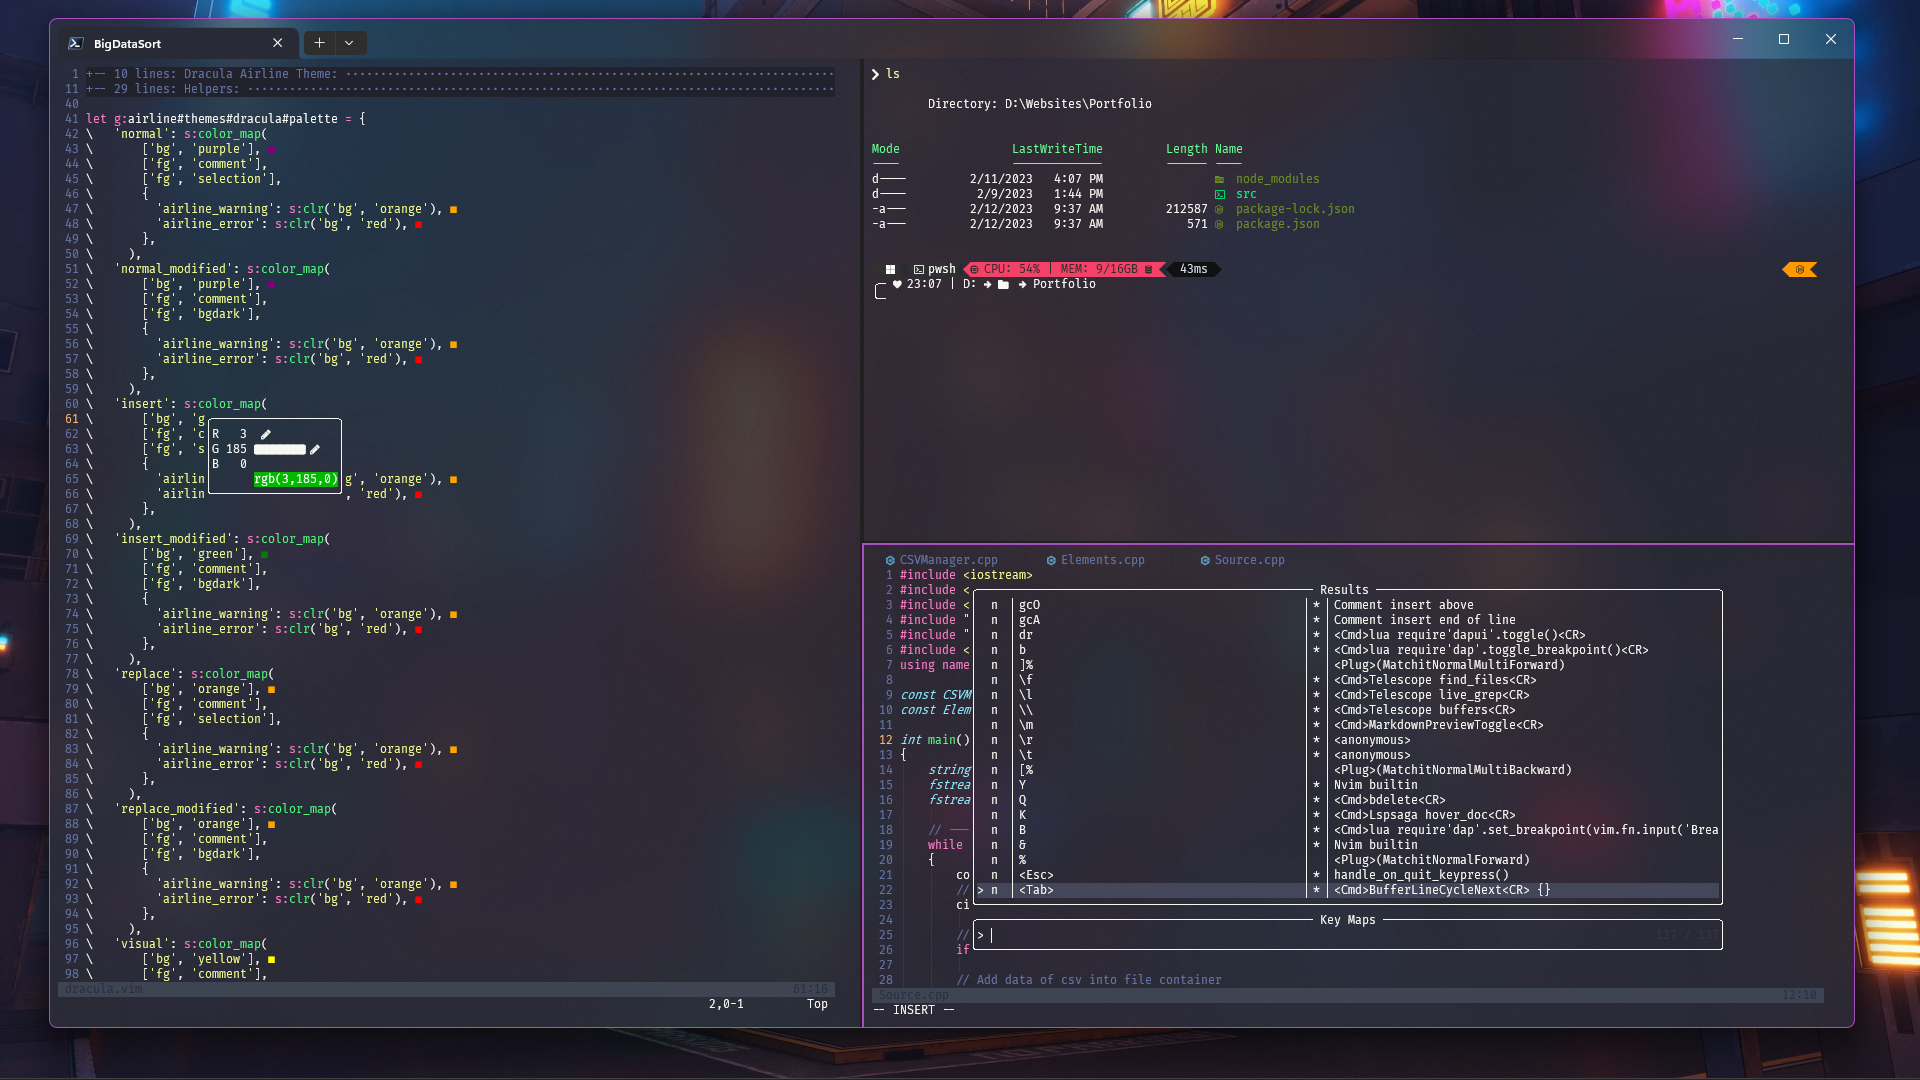 BigDataSort
1 +-- 10 lines: Dracula Airline Theme:
11 +-- 29 lines: Helpers:
40
41 let g:airline#themes#dracula#palette = {
42 \   'normal': s:color_map(
43 \       ['bg', 'purple'],
44 \       ['fg', 'comment'],
45 \       ['fg', 'selection'],
46 \       {
47 \         'airline_warning': s:clr('bg', 'orange'),
48 \         'airline_error': s:clr('bg', 'red'),
49 \       },
50 \     ),
51 \   'normal_modified': s:color_map(
52 \       ['bg', 'purple'],
53 \       ['fg', 'comment'],
54 \       ['fg', 'bgdark'],
55 \       {
56 \         'airline_warning': s:clr('bg', 'orange'),
57 \         'airline_error': s:clr('bg', 'red'),
58 \       },
59 \     ),
60 \   'insert': s:color_map(
61 \       ['bg', 'g
62 \       ['fg', 'c
63 \       ['fg', 's
64 \       {
65 \         'airlin g', 'orange'),
66 \         'airlin , 'red'),
67 \       },
68 \     ),
R 3
G 185
B 0
rgb(3,185,0)
69 \   'insert_modified': s:color_map(
70 \       ['bg', 'green'],
71 \       ['fg', 'comment'],
72 \       ['fg', 'bgdark'],
73 \       {
74 \         'airline_warning': s:clr('bg', 'orange'),
75 \         'airline_error': s:clr('bg', 'red'),
76 \       },
77 \     ),
78 \   'replace': s:color_map(
79 \       ['bg', 'orange'],
80 \       ['fg', 'comment'],
81 \       ['fg', 'selection'],
82 \       {
83 \         'airline_warning': s:clr('bg', 'orange'),
84 \         'airline_error': s:clr('bg', 'red'),
85 \       },
86 \     ),
87 \   'replace_modified': s:color_map(
88 \       ['bg', 'orange'],
89 \       ['fg', 'comment'],
90 \       ['fg', 'bgdark'],
91 \       {
92 \         'airline_warning': s:clr('bg', 'orange'),
93 \         'airline_error': s:clr('bg', 'red'),
94 \       },
95 \     ),
96 \   'visual': s:color_map(
97 \       ['bg', 'yellow'],
98 \       ['fg', 'comment'],
dracula.vim 61:18
2,0-1 Top
❯ ls
Directory: D:\Websites\Portfolio
Mode LastWriteTime Length Name
d---- 2/11/2023 4:07 PM node_modules
d---- 2/9/2023 1:44 PM src
-a--- 2/12/2023 9:37 AM 212587 package-lock.json
-a--- 2/12/2023 9:37 AM 571 package.json
pwsh CPU: 54% | MEM: 9/16GB 43ms
♥ 23:07 | D: → → Portfolio
CSVManager.cpp Elements.cpp Source.cpp
1 #include <iostream>
2 #include <
3 #include <
4 #include "
5 #include "
6 #include <
7 using name
8
9 const CSVM
10 const Elem
11
12 int main()
13 {
14 string
15 fstrea
16 fstrea
17
18 // ---
19 while
20 {
21 co
22 //
23 ci
24
25 //
26 if
27
28 // Add data of csv into file container
Results
n | gcO | * | Comment insert above
n | gcA | * | Comment insert end of line
n | dr | * | <Cmd>lua require'dapui'.toggle()<CR>
n | b | * | <Cmd>lua require'dap'.toggle_breakpoint()<CR>
n | ]% | | <Plug>(MatchitNormalMultiForward)
n | \f | * | <Cmd>Telescope find_files<CR>
n | \l | * | <Cmd>Telescope live_grep<CR>
n | \\ | * | <Cmd>Telescope buffers<CR>
n | \m | * | <Cmd>MarkdownPreviewToggle<CR>
n | \r | * | <anonymous>
n | \t | * | <anonymous>
n | [% | | <Plug>(MatchitNormalMultiBackward)
n | Y | * | Nvim builtin
n | Q | * | <Cmd>bdelete<CR>
n | K | * | <Cmd>Lspsaga hover_doc<CR>
n | B | * | <Cmd>lua require'dap'.set_breakpoint(vim.fn.input('Brea
n | & | * | Nvim builtin
n | % | | <Plug>(MatchitNormalForward)
n | <Esc> | * | handle_on_quit_keypress()
> n | <Tab> | * | <Cmd>BufferLineCycleNext<CR> {}
Key Maps
> 137 / 137
Source.cpp 12:10
-- INSERT --